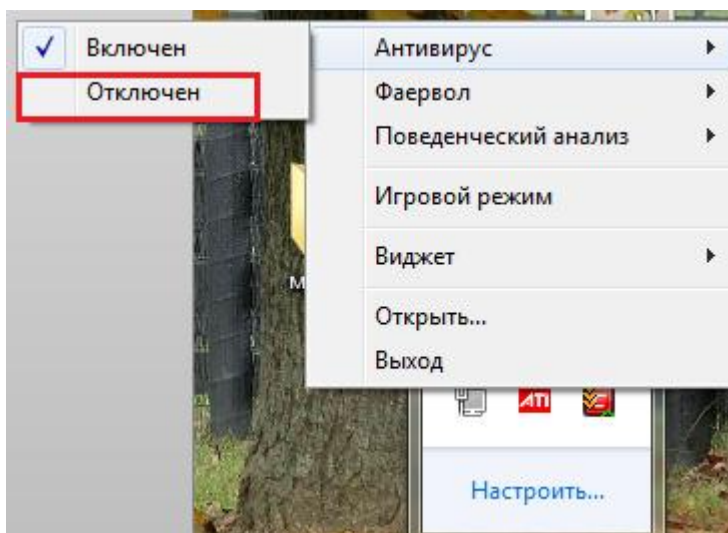 Включен
Отключен
Антивирус
Фаервол
Поведенческий анализ
Игровой режим
Виджет
Открыть...
Выход
М
ATI
Настроить...